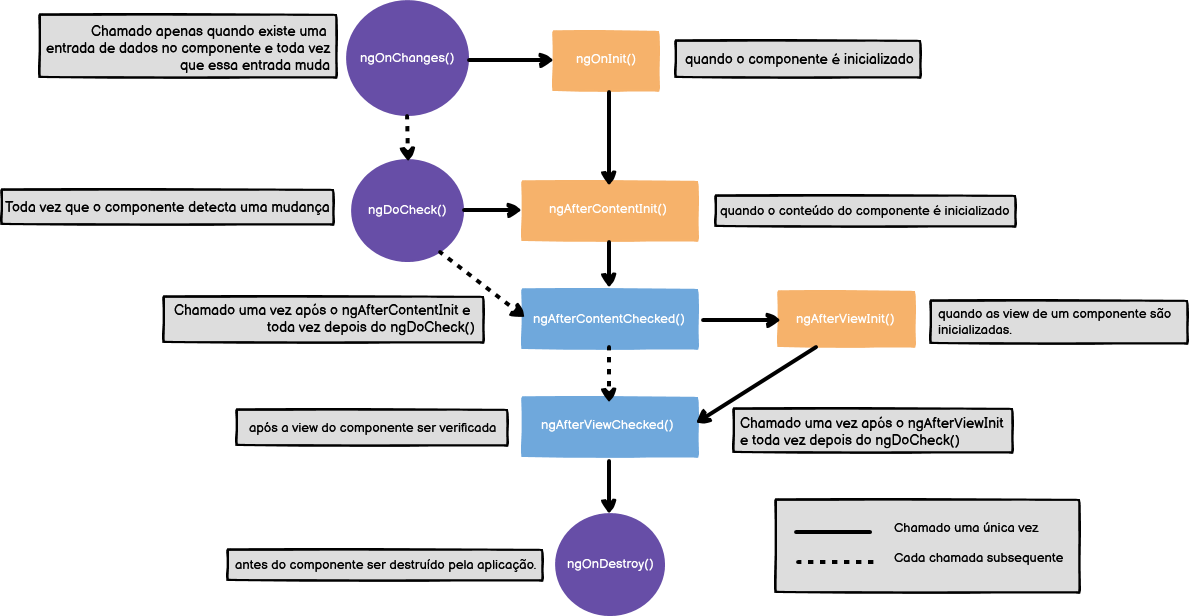 Chamado apenas quando existe uma
entrada de dados no componente e toda vez
que essa entrada muda
ngOnChanges()
ngOnInit()
quando o componente é inicializado
Toda vez que o componente detecta uma mudança
ngDoCheck()
ngAfterContentInit()
quando o conteúdo do componente é inicializado
Chamado uma vez após o ngAfterContentInit e
toda vez depois do ngDoCheck()
ngAfterContentChecked()
ngAfterViewInit()
quando as view de um componente são
inicializadas.
após a view do componente ser verificada
ngAfterViewChecked()
Chamado uma vez após o ngAfterViewInit
e toda vez depois do ngDoCheck()
antes do componente ser destruído pela aplicação.
ngOnDestroy()
Chamado uma única vez
Cada chamada subsequente